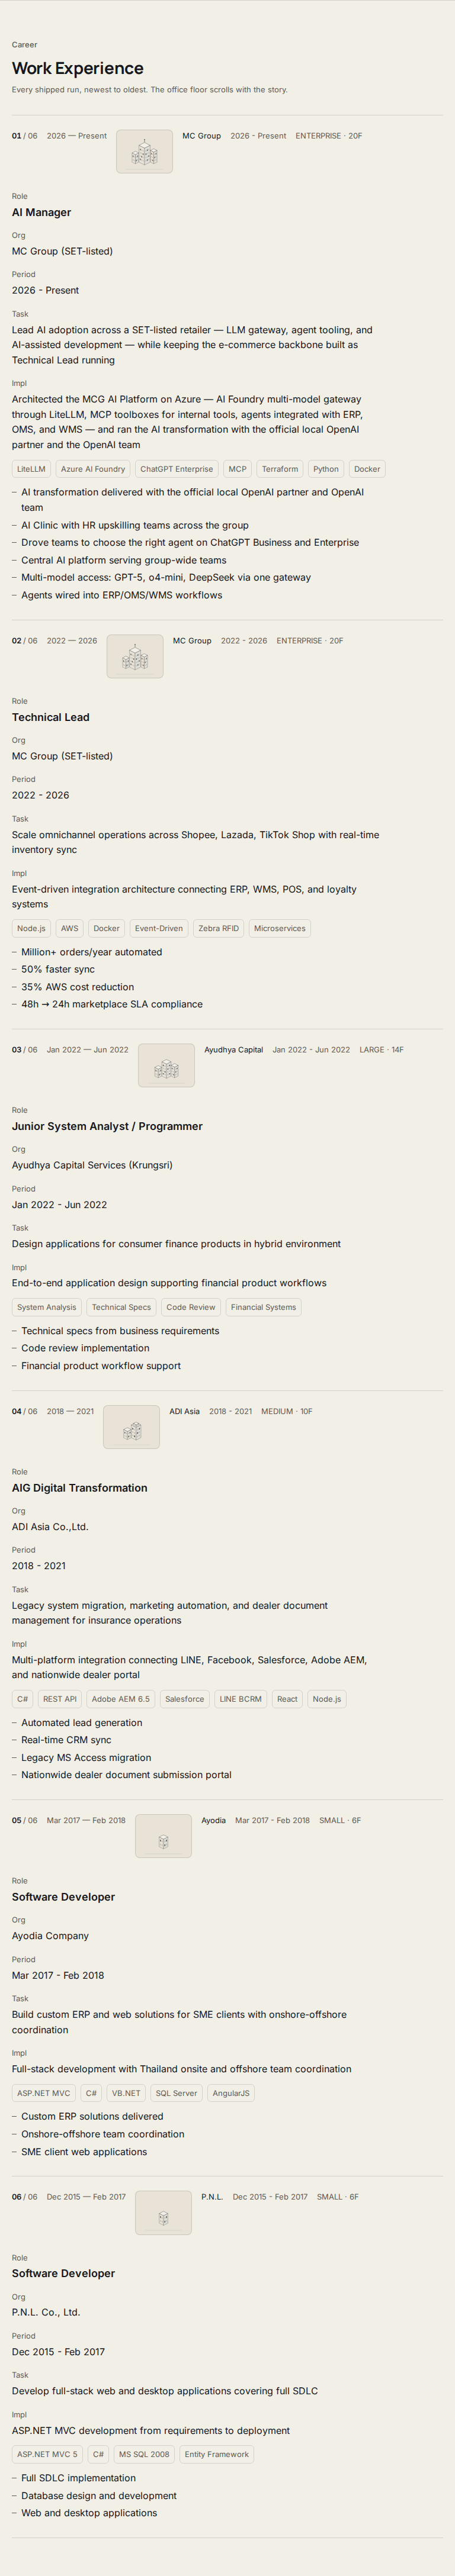 Career
Work Experience
Every shipped run, newest to oldest. The office floor scrolls with the story.
01 / 06 2026 — Present MC Group 2026 - Present ENTERPRISE · 20F
Role
AI Manager
Org
MC Group (SET-listed)
Period
2026 - Present
Task
Lead AI adoption across a SET-listed retailer — LLM gateway, agent tooling, and
AI-assisted development — while keeping the e-commerce backbone built as
Technical Lead running
Impl
Architected the MCG AI Platform on Azure — AI Foundry multi-model gateway
through LiteLLM, MCP toolboxes for internal tools, agents integrated with ERP,
OMS, and WMS — and ran the AI transformation with the official local OpenAI
partner and the OpenAI team
LiteLLM Azure AI Foundry ChatGPT Enterprise MCP Terraform Python Docker
– AI transformation delivered with the official local OpenAI partner and OpenAI
team
– AI Clinic with HR upskilling teams across the group
– Drove teams to choose the right agent on ChatGPT Business and Enterprise
– Central AI platform serving group-wide teams
– Multi-model access: GPT-5, o4-mini, DeepSeek via one gateway
– Agents wired into ERP/OMS/WMS workflows
02 / 06 2022 — 2026 MC Group 2022 - 2026 ENTERPRISE · 20F
Role
Technical Lead
Org
MC Group (SET-listed)
Period
2022 - 2026
Task
Scale omnichannel operations across Shopee, Lazada, TikTok Shop with real-time
inventory sync
Impl
Event-driven integration architecture connecting ERP, WMS, POS, and loyalty
systems
Node.js AWS Docker Event-Driven Zebra RFID Microservices
– Million+ orders/year automated
– 50% faster sync
– 35% AWS cost reduction
– 48h → 24h marketplace SLA compliance
03 / 06 Jan 2022 — Jun 2022 Ayudhya Capital Jan 2022 - Jun 2022 LARGE · 14F
Role
Junior System Analyst / Programmer
Org
Ayudhya Capital Services (Krungsri)
Period
Jan 2022 - Jun 2022
Task
Design applications for consumer finance products in hybrid environment
Impl
End-to-end application design supporting financial product workflows
System Analysis Technical Specs Code Review Financial Systems
– Technical specs from business requirements
– Code review implementation
– Financial product workflow support
04 / 06 2018 — 2021 ADI Asia 2018 - 2021 MEDIUM · 10F
Role
AIG Digital Transformation
Org
ADI Asia Co.,Ltd.
Period
2018 - 2021
Task
Legacy system migration, marketing automation, and dealer document
management for insurance operations
Impl
Multi-platform integration connecting LINE, Facebook, Salesforce, Adobe AEM,
and nationwide dealer portal
C# REST API Adobe AEM 6.5 Salesforce LINE BCRM React Node.js
– Automated lead generation
– Real-time CRM sync
– Legacy MS Access migration
– Nationwide dealer document submission portal
05 / 06 Mar 2017 — Feb 2018 Ayodia Mar 2017 - Feb 2018 SMALL · 6F
Role
Software Developer
Org
Ayodia Company
Period
Mar 2017 - Feb 2018
Task
Build custom ERP and web solutions for SME clients with onshore-offshore
coordination
Impl
Full-stack development with Thailand onsite and offshore team coordination
ASP.NET MVC C# VB.NET SQL Server AngularJS
– Custom ERP solutions delivered
– Onshore-offshore team coordination
– SME client web applications
06 / 06 Dec 2015 — Feb 2017 P.N.L. Dec 2015 - Feb 2017 SMALL · 6F
Role
Software Developer
Org
P.N.L. Co., Ltd.
Period
Dec 2015 - Feb 2017
Task
Develop full-stack web and desktop applications covering full SDLC
Impl
ASP.NET MVC development from requirements to deployment
ASP.NET MVC 5 C# MS SQL 2008 Entity Framework
– Full SDLC implementation
– Database design and development
– Web and desktop applications